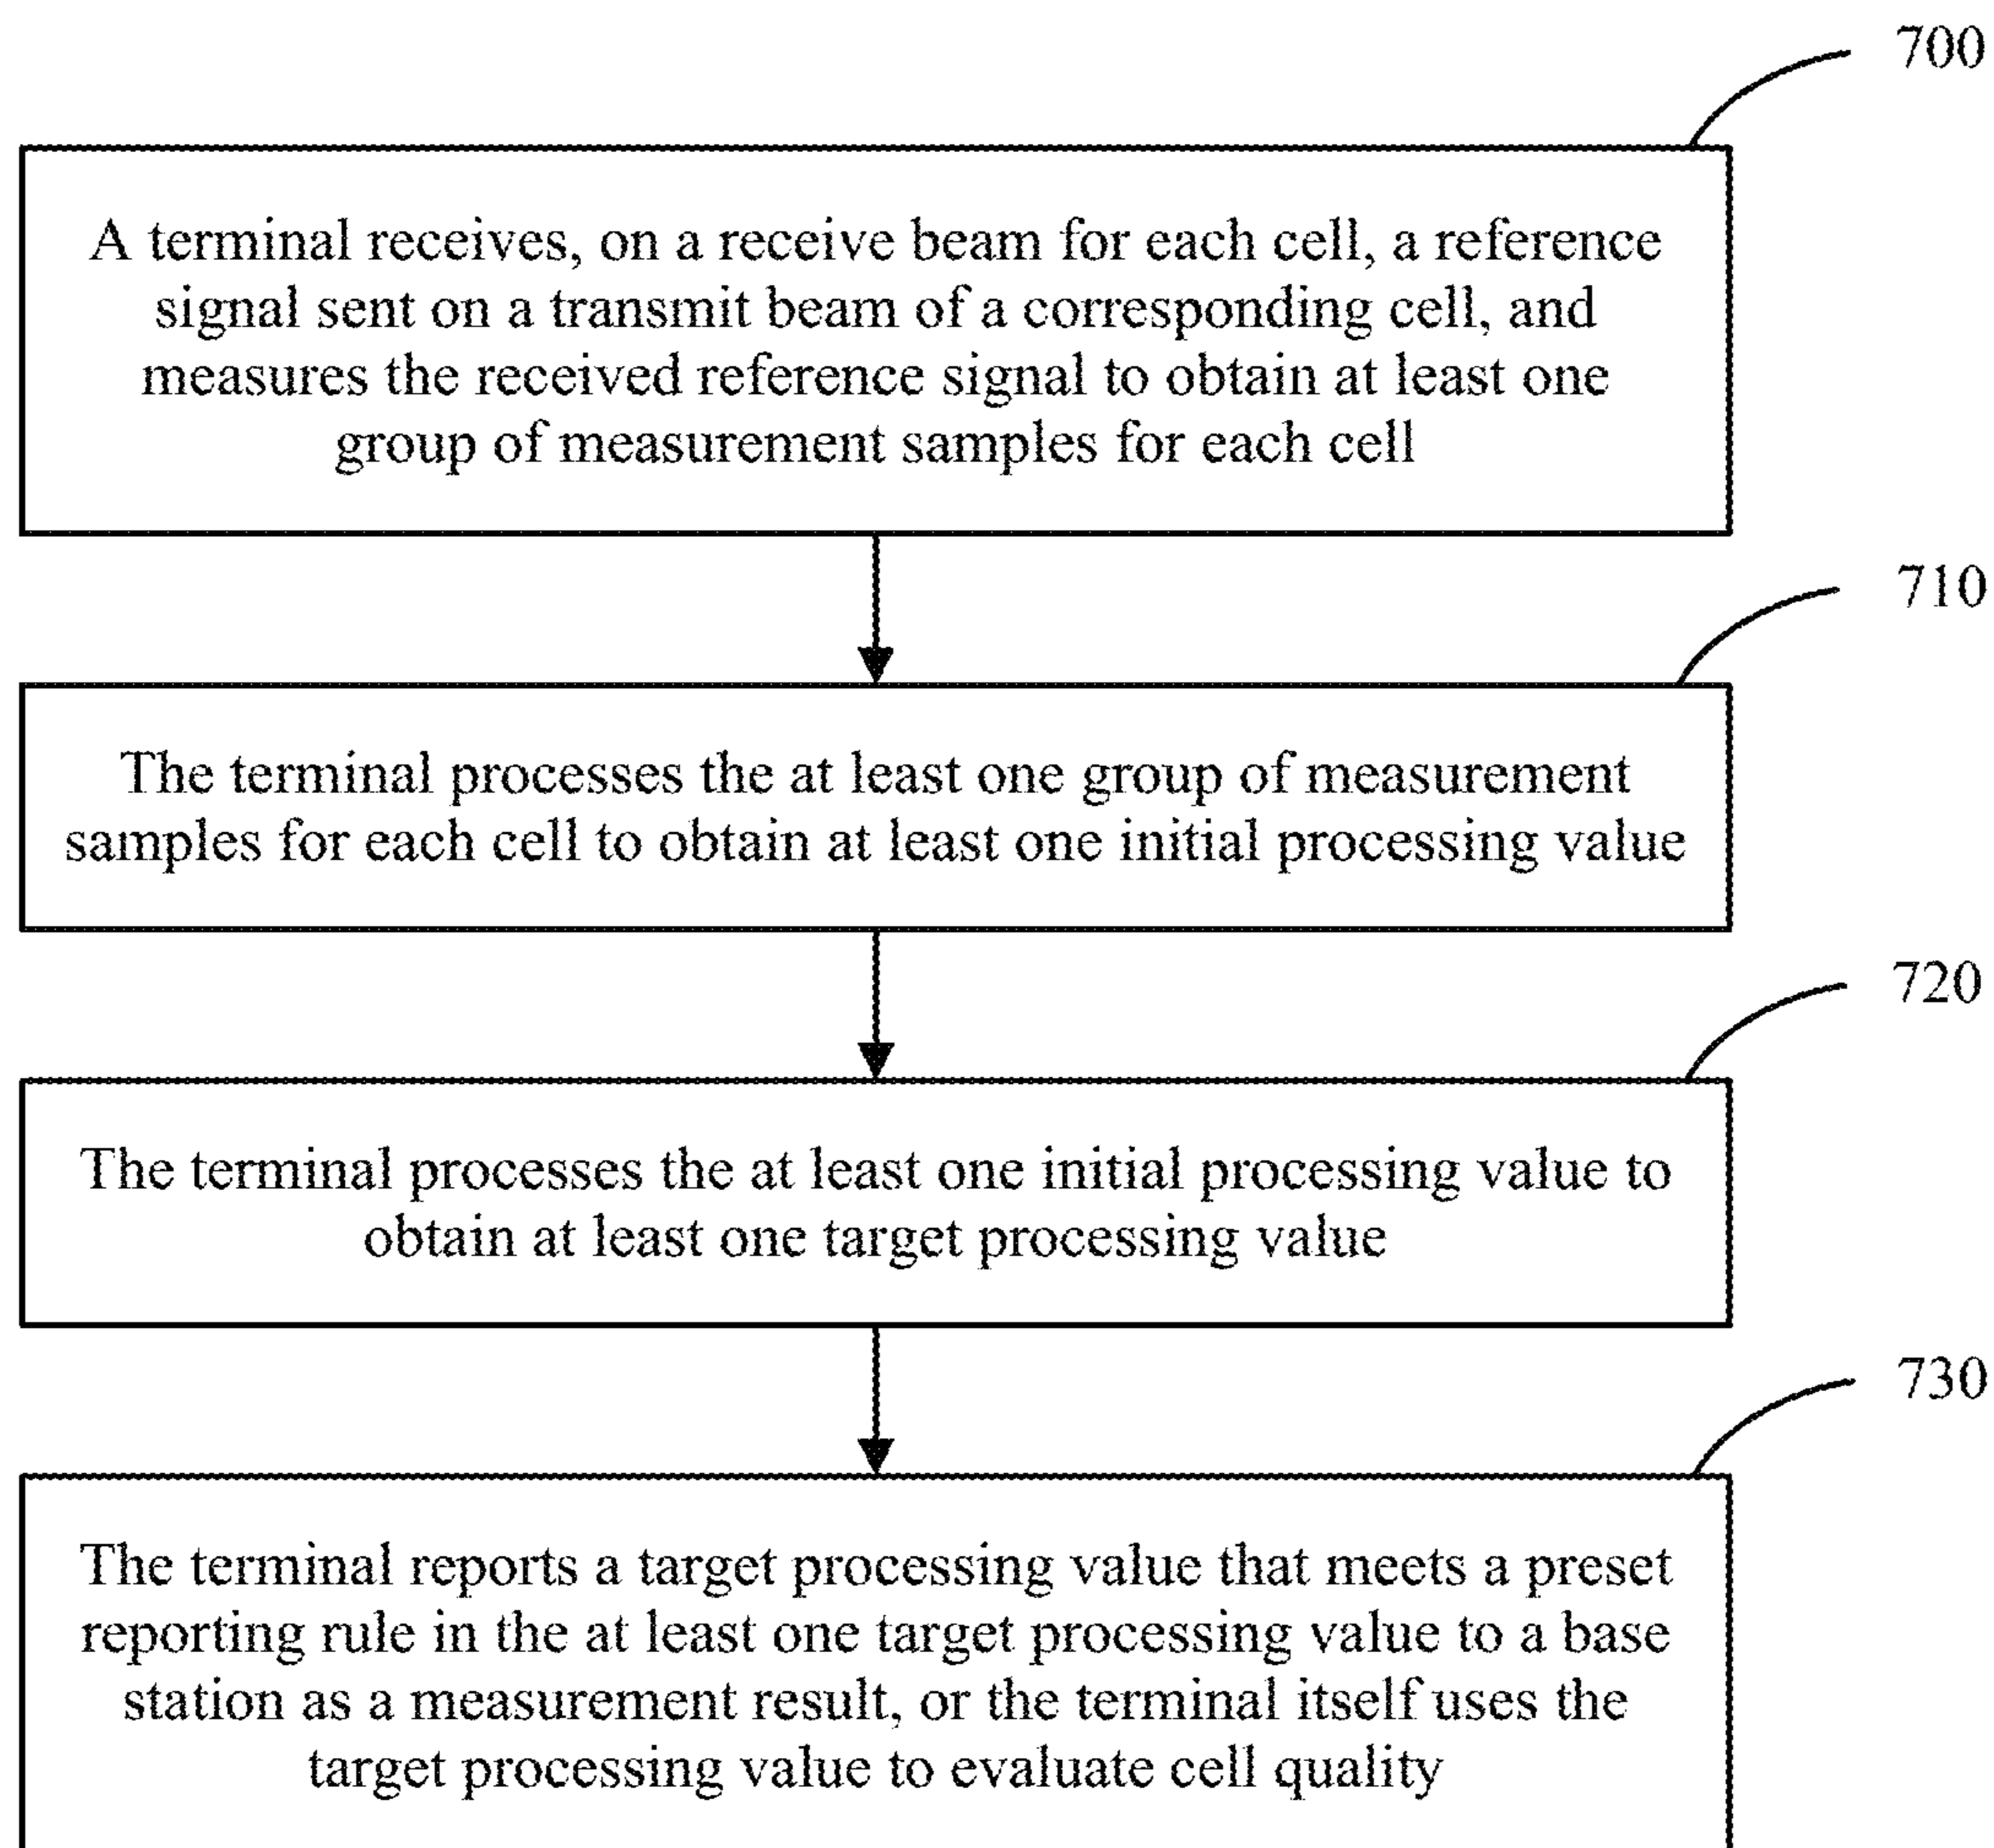 700
A terminal receives, on a receive beam for each cell, a reference
signal sent on a transmit beam of a corresponding cell, and
measures the received reference signal to obtain at least one
group of measurement samples for each cell
710
The terminal processes the at least one group of measurement
samples for each cell to obtain at least one initial processing value
720
The terminal processes the at least one initial processing value to
obtain at least one target processing value
730
The terminal reports a target processing value that meets a preset
reporting rule in the at least one target processing value to a base
station as a measurement result, or the terminal itself uses the
target processing value to evaluate cell quality